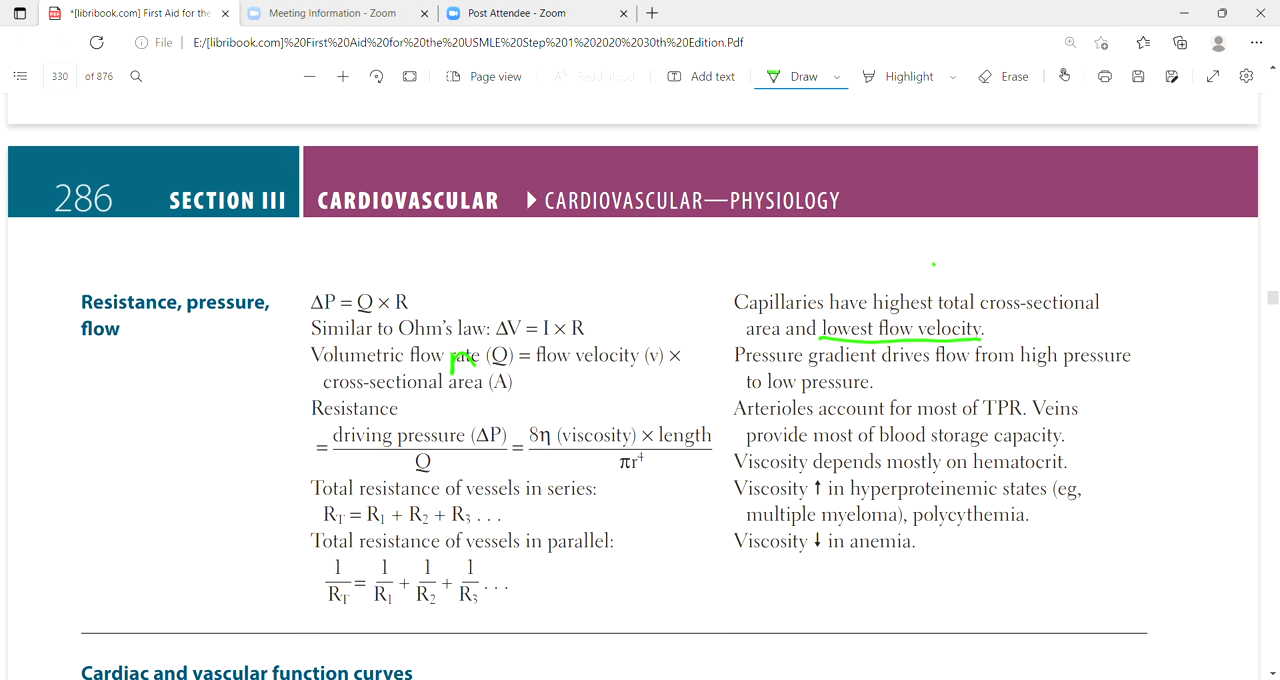 *[libribook.com] First Aid for the
Meeting Information - Zoom
Post Attendee - Zoom
File
E:/[libribook.com]%20First%20Aid%20for%20the%20USMLE%20Step%201%202020%2030th%20Edition.Pdf
330 of 876
Page view
Read aloud
Add text
Draw
Highlight
Erase
286 SECTION III CARDIOVASCULAR ▶ CARDIOVASCULAR—PHYSIOLOGY
Resistance, pressure,
flow
ΔP = Q × R
Similar to Ohm's law: ΔV = I × R
Volumetric flow rate (Q) = flow velocity (v) ×
cross-sectional area (A)
Resistance
= driving pressure (ΔP) / Q = 8η (viscosity) × length / πr⁴
Total resistance of vessels in series:
R_T = R₁ + R₂ + R₃ . . .
Total resistance of vessels in parallel:
1/R_T = 1/R₁ + 1/R₂ + 1/R₃ . . .
Capillaries have highest total cross-sectional
area and lowest flow velocity.
Pressure gradient drives flow from high pressure
to low pressure.
Arterioles account for most of TPR. Veins
provide most of blood storage capacity.
Viscosity depends mostly on hematocrit.
Viscosity ↑ in hyperproteinemic states (eg,
multiple myeloma), polycythemia.
Viscosity ↓ in anemia.
Cardiac and vascular function curves